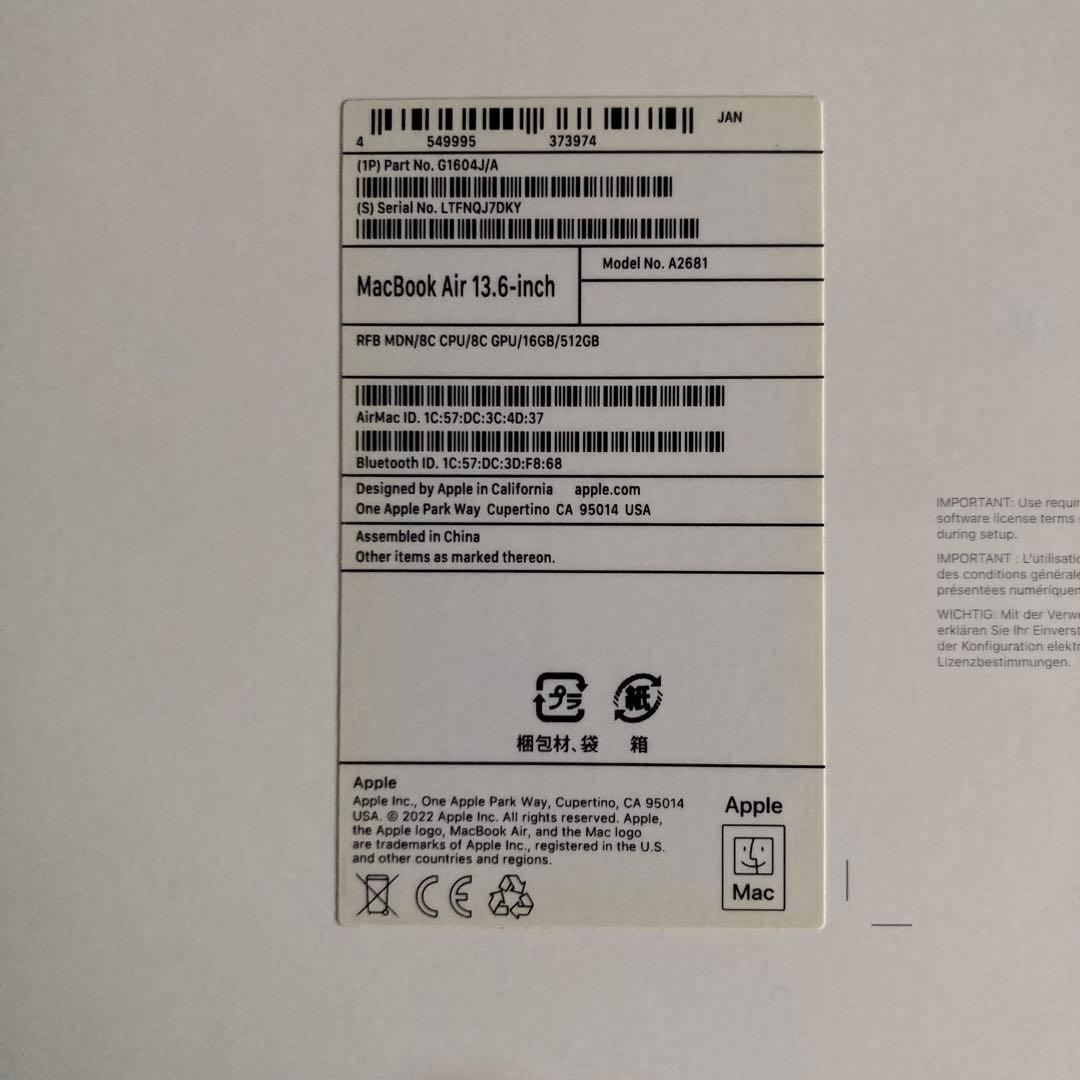 JAN
4 549995 373974
(1P) Part No. G1604J/A
(S) Serial No. LTFNQJ7DKY
MacBook Air 13.6-inch
Model No. A2681
RFB MDN/8C CPU/8C GPU/16GB/512GB
AirMac ID. 1C:57:DC:3C:4D:37
Bluetooth ID. 1C:57:DC:3D:F8:68
Designed by Apple in California apple.com
One Apple Park Way Cupertino CA 95014 USA
Assembled in China
Other items as marked thereon.
プラ 紙
梱包材、袋 箱
Apple
Apple Inc., One Apple Park Way, Cupertino, CA 95014
USA. © 2022 Apple Inc. All rights reserved. Apple,
the Apple logo, MacBook Air, and the Mac logo
are trademarks of Apple Inc., registered in the U.S.
and other countries and regions.
CE
Apple
Mac
IMPORTANT: Use
software license terms
during setup.
IMPORTANT :
des conditions
présentées
WICHTIG: Mit der
erklären Sie Ihr
der Konfiguration
Lizenzbestimmungen.